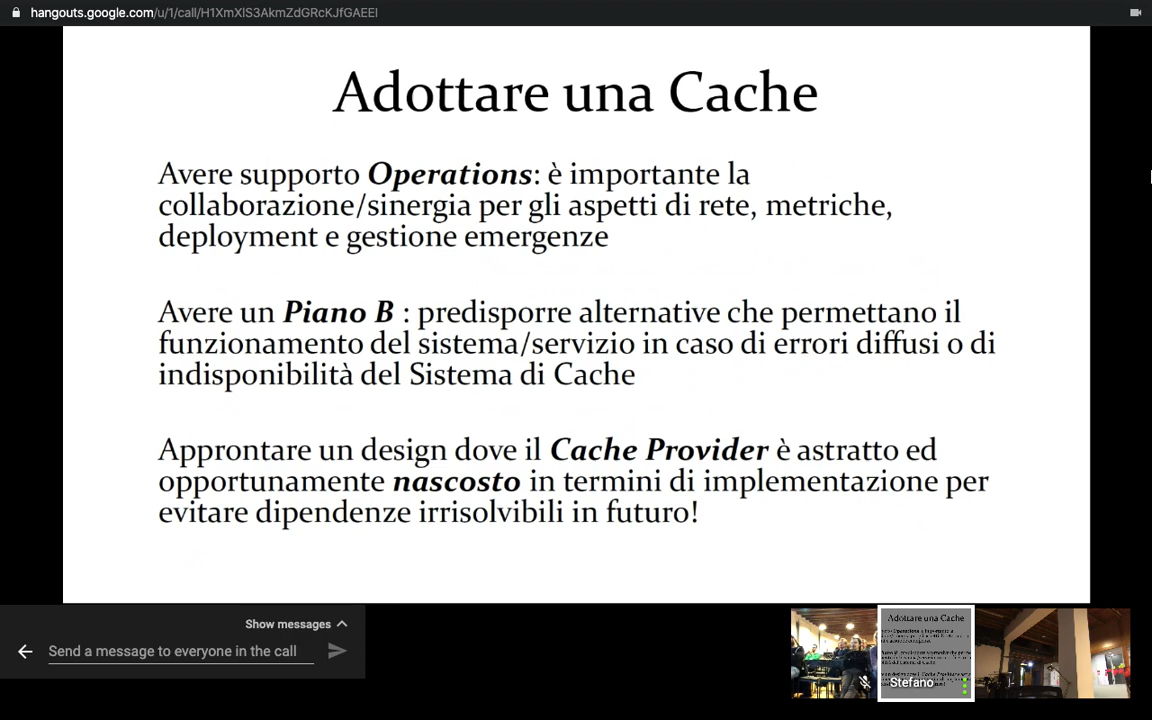 hangouts.google.com/u/1/call/H1XmXlS3AkmZdGRcKJfGAEEI
Adottare una Cache
Avere supporto Operations: è importante la
collaborazione/sinergia per gli aspetti di rete, metriche,
deployment e gestione emergenze
Avere un Piano B : predisporre alternative che permettano il
funzionamento del sistema/servizio in caso di errori diffusi o di
indisponibilità del Sistema di Cache
Approntare un design dove il Cache Provider è astratto ed
opportunamente nascosto in termini di implementazione per
evitare dipendenze irrisolvibili in futuro!
Show messages
Send a message to everyone in the call
Adottare una Cache
Stefano